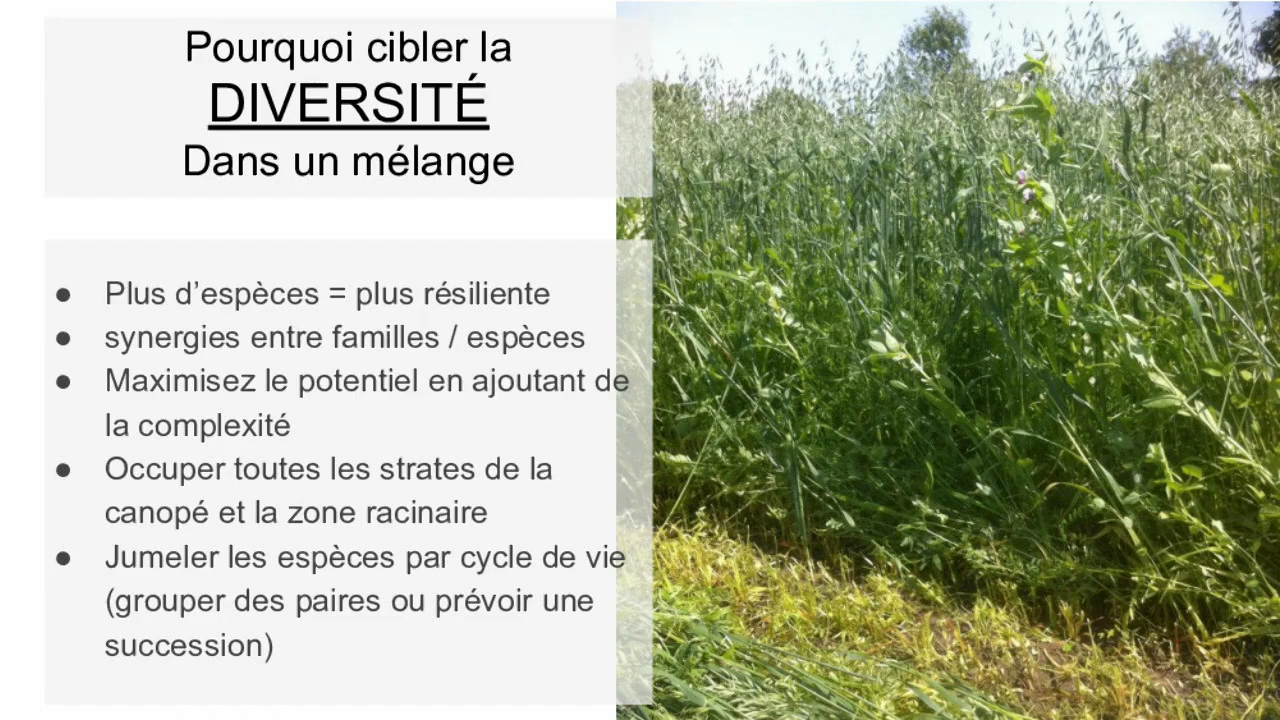 Pourquoi cibler la
DIVERSITÉ
Dans un mélange
● Plus d’espèces = plus résiliente
● synergies entre familles / espèces
● Maximisez le potentiel en ajoutant de
la complexité
● Occuper toutes les strates de la
canopé et la zone racinaire
● Jumeler les espèces par cycle de vie
(grouper des paires ou prévoir une
succession)